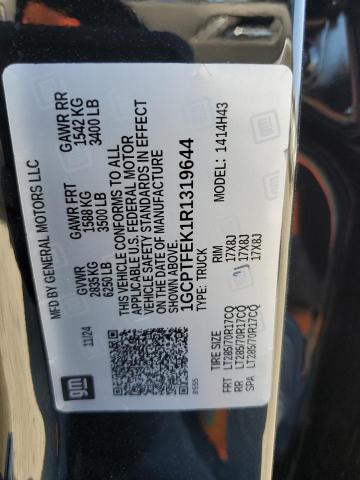 MFD BY GENERAL MOTORS LLC
11/24
GVWR
2835 KG
6250 LB
GAWR FRT
1588 KG
3500 LB
GAWR RR
1542 KG
3400 LB
THIS VEHICLE CONFORMS TO ALL
APPLICABLE U.S. FEDERAL MOTOR
VEHICLE SAFETY STANDARDS IN EFFECT
ON THE DATE OF MANUFACTURE
SHOWN ABOVE.
1GCPTFEK1R1319644
TYPE: TRUCK
MODEL: 1414H43
TIRE SIZE
RIM
FRT LT285/70R17CQ 17X8J
RR LT285/70R17CQ 17X8J
SPA LT285/70R17CQ 17X8J
gm